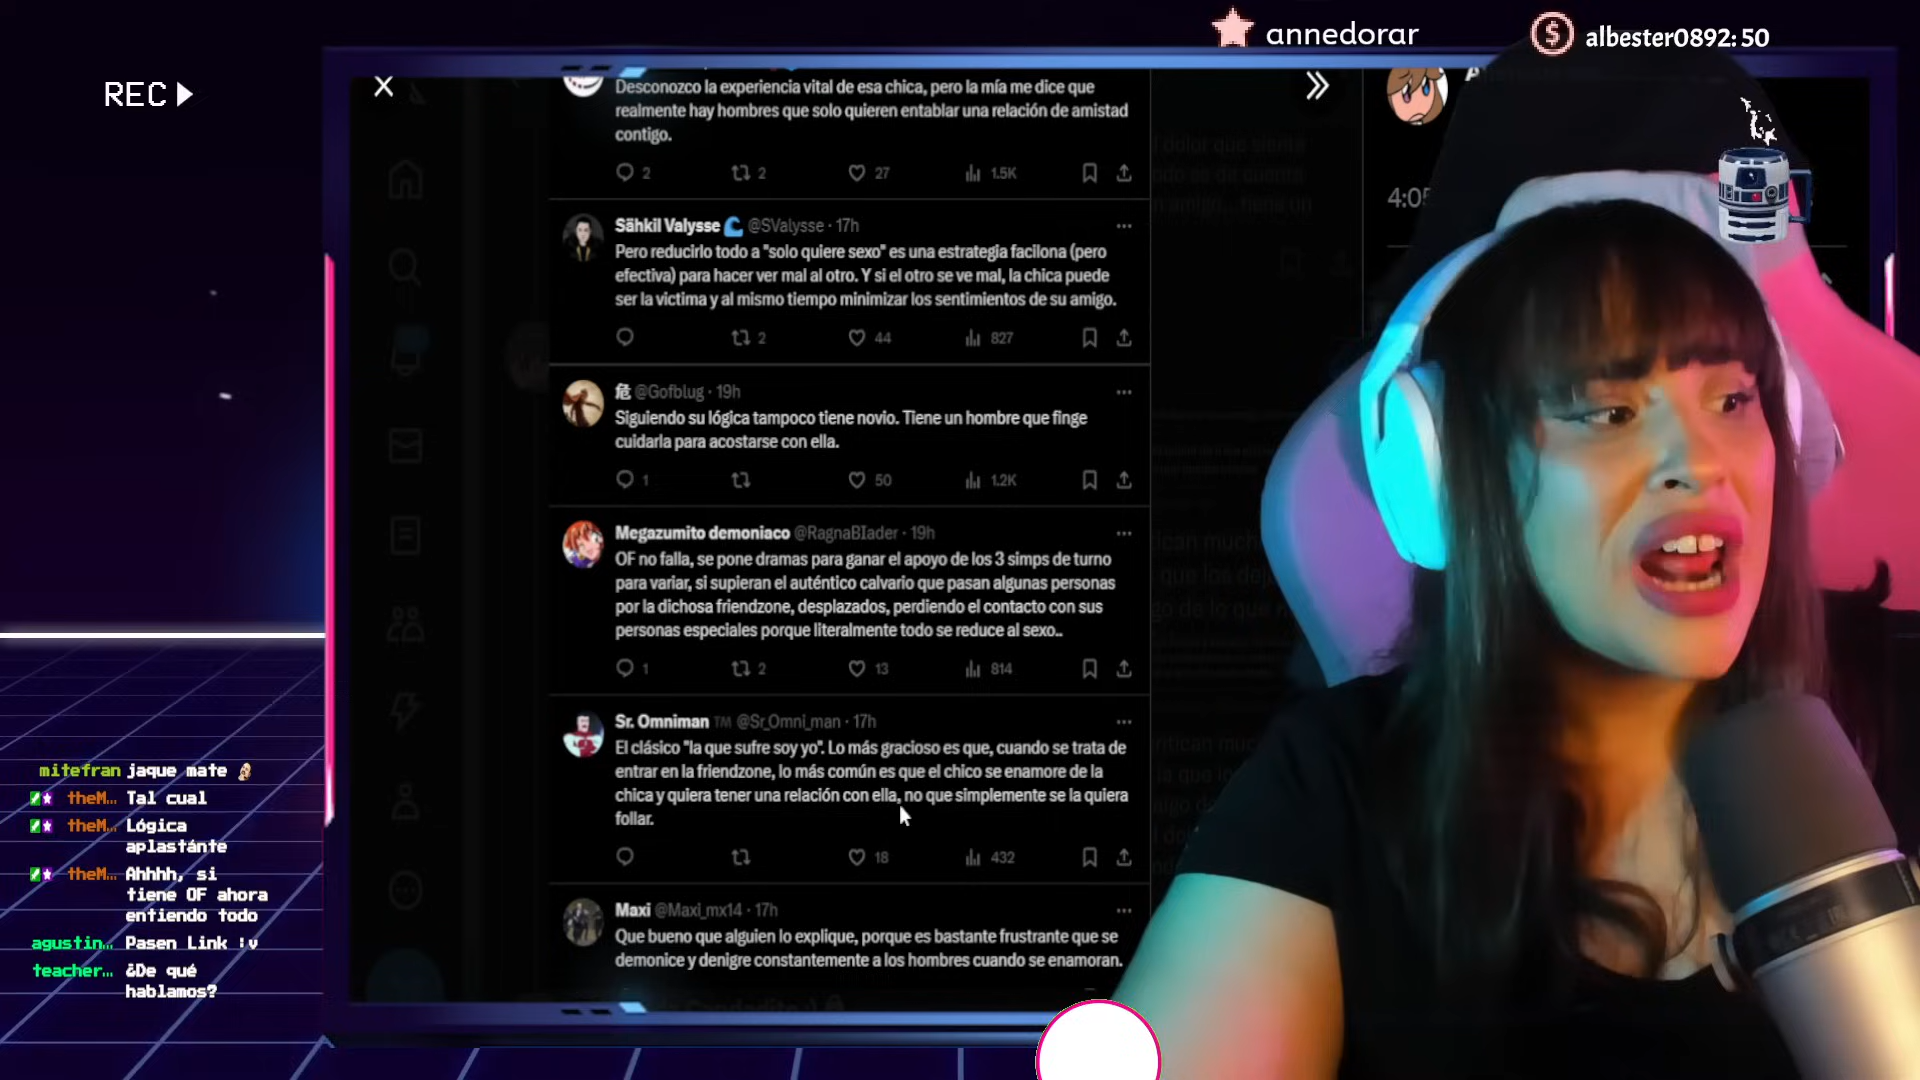 annedorar
albester0892: 50
REC
Desconozco la experiencia vital de esa chica, pero la mía me dice que
realmente hay hombres que solo quieren entablar una relación de amistad
contigo.
2 2 27 1.5K
4:05
Sähkil Valysse @SValysse · 17h
Pero reducirlo todo a "solo quiere sexo" es una estrategia facilona (pero
efectiva) para hacer ver mal al otro. Y si el otro se ve mal, la chica puede
ser la victima y al mismo tiempo minimizar los sentimientos de su amigo.
2 44 827
危 @Gofblug · 19h
Siguiendo su lógica tampoco tiene novio. Tiene un hombre que finge
cuidarla para acostarse con ella.
1 50 1.2K
Megazumito demoniaco @RagnaBIader · 19h
OF no falla, se pone dramas para ganar el apoyo de los 3 simps de turno
para variar, si supieran el auténtico calvario que pasan algunas personas
por la dichosa friendzone, desplazados, perdiendo el contacto con sus
personas especiales porque literalmente todo se reduce al sexo..
1 2 13 814
Sr. Omniman ™ @Sr_Omni_man · 17h
El clásico "la que sufre soy yo". Lo más gracioso es que, cuando se trata de
entrar en la friendzone, lo más común es que el chico se enamore de la
chica y quiera tener una relación con ella, no que simplemente se la quiera
follar.
18 432
Maxi @Maxi_mx14 · 17h
Que bueno que alguien lo explique, porque es bastante frustrante que se
demonice y denigre constantemente a los hombres cuando se enamoran.
mitefran jaque mate
theM... Tal cual
theM... Lógica
aplastánte
theM... Ahhhh, si
tiene OF ahora
entiendo todo
agustin... Pasen Link :v
teacher... ¿De qué
hablamos?